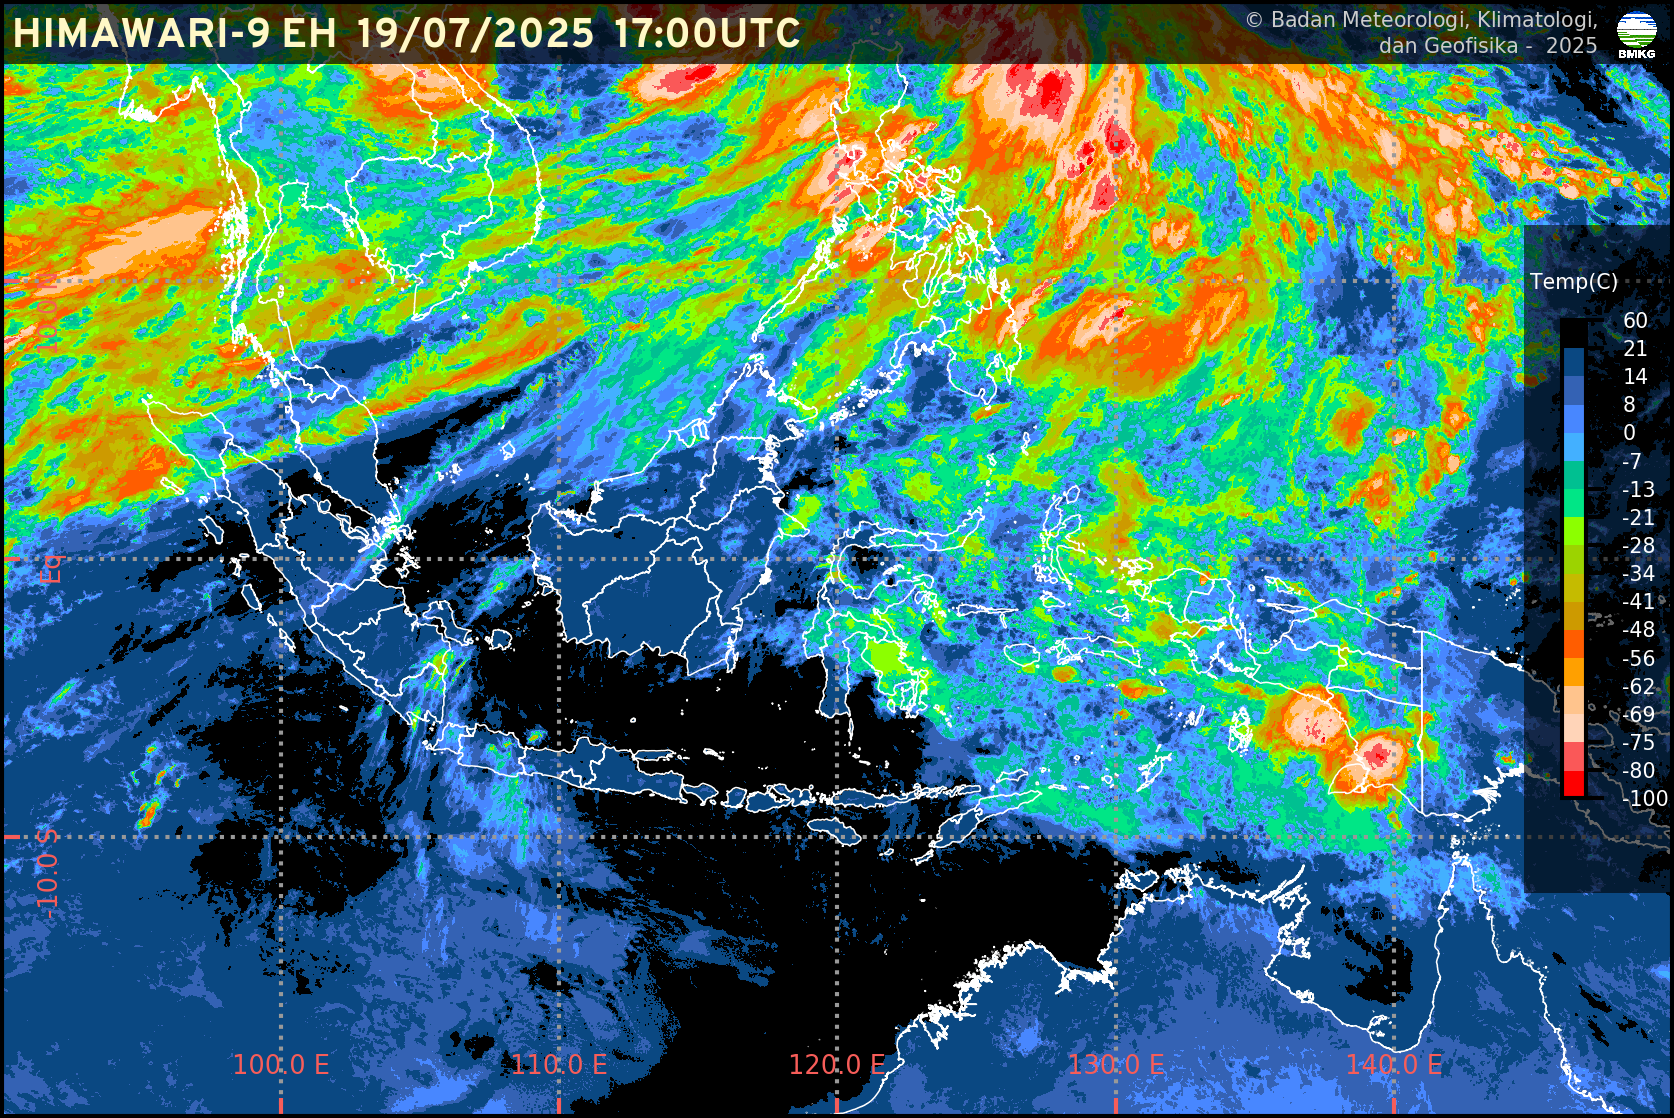 HIMAWARI-9 EH 19/07/2025 17:00UTC
© Badan Meteorologi, Klimatologi,
dan Geofisika - 2025
BMKG
Temp(C)
60
21
14
8
0
-7
-13
-21
-28
-34
-41
-48
-56
-62
-69
-75
-80
-100
Eq
-10.0 S
100.0 E
110.0 E
120.0 E
130.0 E
140.0 E